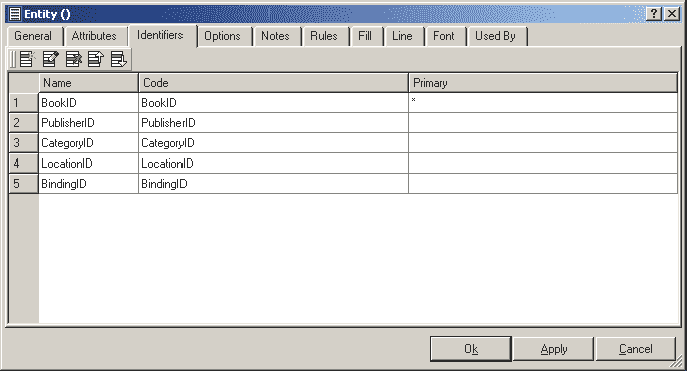 Entity ()
General Attributes Identifiers Options Notes Rules Fill Line Font Used By
Name Code Primary
1 BookID BookID *
2 PublisherID PublisherID
3 CategoryID CategoryID
4 LocationID LocationID
5 BindingID BindingID
Ok Apply Cancel